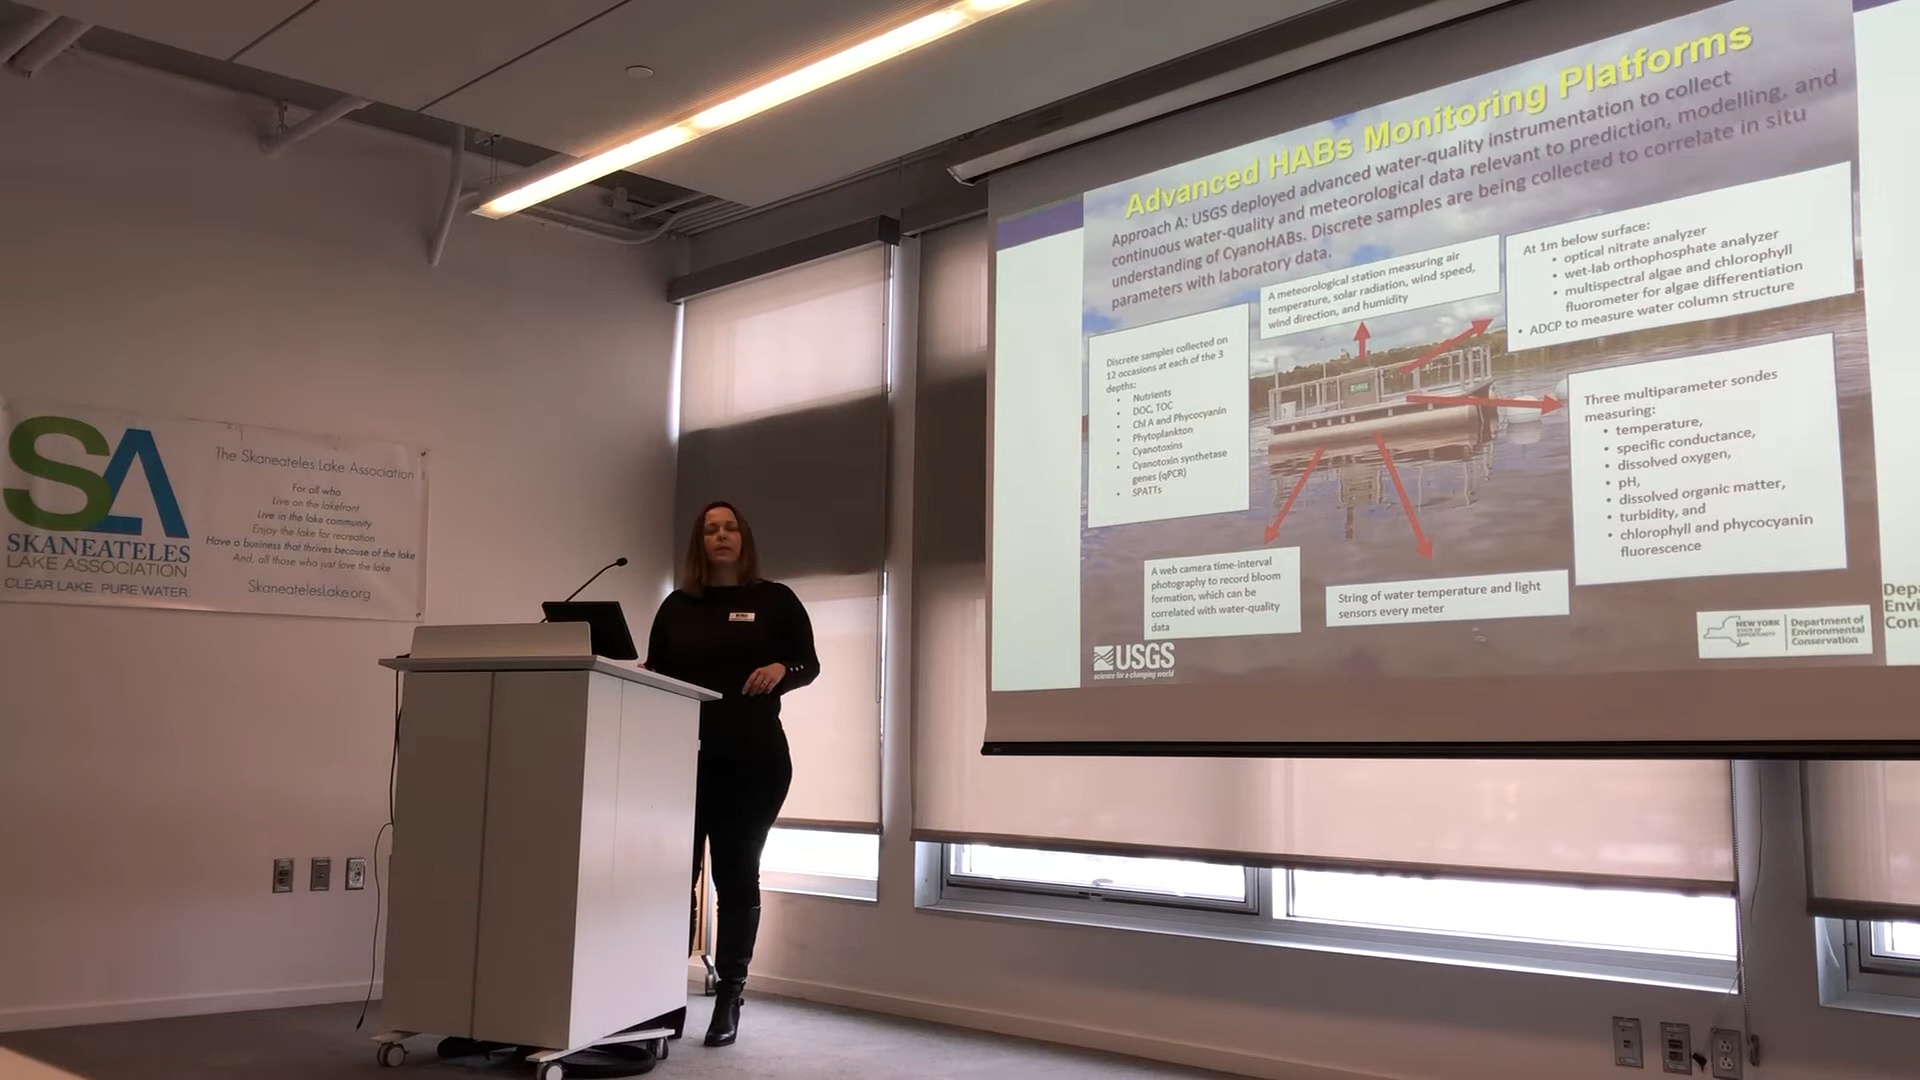 SA
SKANEATELES
LAKE ASSOCIATION
CLEAR LAKE. PURE WATER.
The Skaneateles Lake Association
For all who
Live on the lakefront
Live in the lake community
Enjoy the lake for recreation
Have a business that thrives because of the lake
And, all those who just love the lake
SkaneatelesLake.org
Advanced HABs Monitoring Platforms
Approach A: USGS deployed advanced water-quality instrumentation to collect
continuous water-quality and meteorological data relevant to prediction, modelling, and
understanding of CyanoHABs. Discrete samples are being collected to correlate in situ
parameters with laboratory data.
A meteorological station measuring air
temperature, solar radiation, wind speed,
wind direction, and humidity
At 1m below surface:
• optical nitrate analyzer
• wet-lab orthophosphate analyzer
• multispectral algae and chlorophyll
fluorometer for algae differentiation
• ADCP to measure water column structure
Discrete samples collected on
12 occasions at each of the 3
depths:
• Nutrients
• DOC, TOC
• Chl A and Phycocyanin
• Phytoplankton
• Cyanotoxins
• Cyanotoxin synthetase
genes (qPCR)
• SPATTs
Three multiparameter sondes
measuring:
• temperature,
• specific conductance,
• dissolved oxygen,
• pH,
• dissolved organic matter,
• turbidity, and
• chlorophyll and phycocyanin
fluorescence
A web camera time-interval
photography to record bloom
formation, which can be
correlated with water-quality
data
String of water temperature and light
sensors every meter
USGS
science for a changing world
NEW YORK
STATE OF
OPPORTUNITY
Department of
Environmental
Conservation
Depa
Envi
Cons